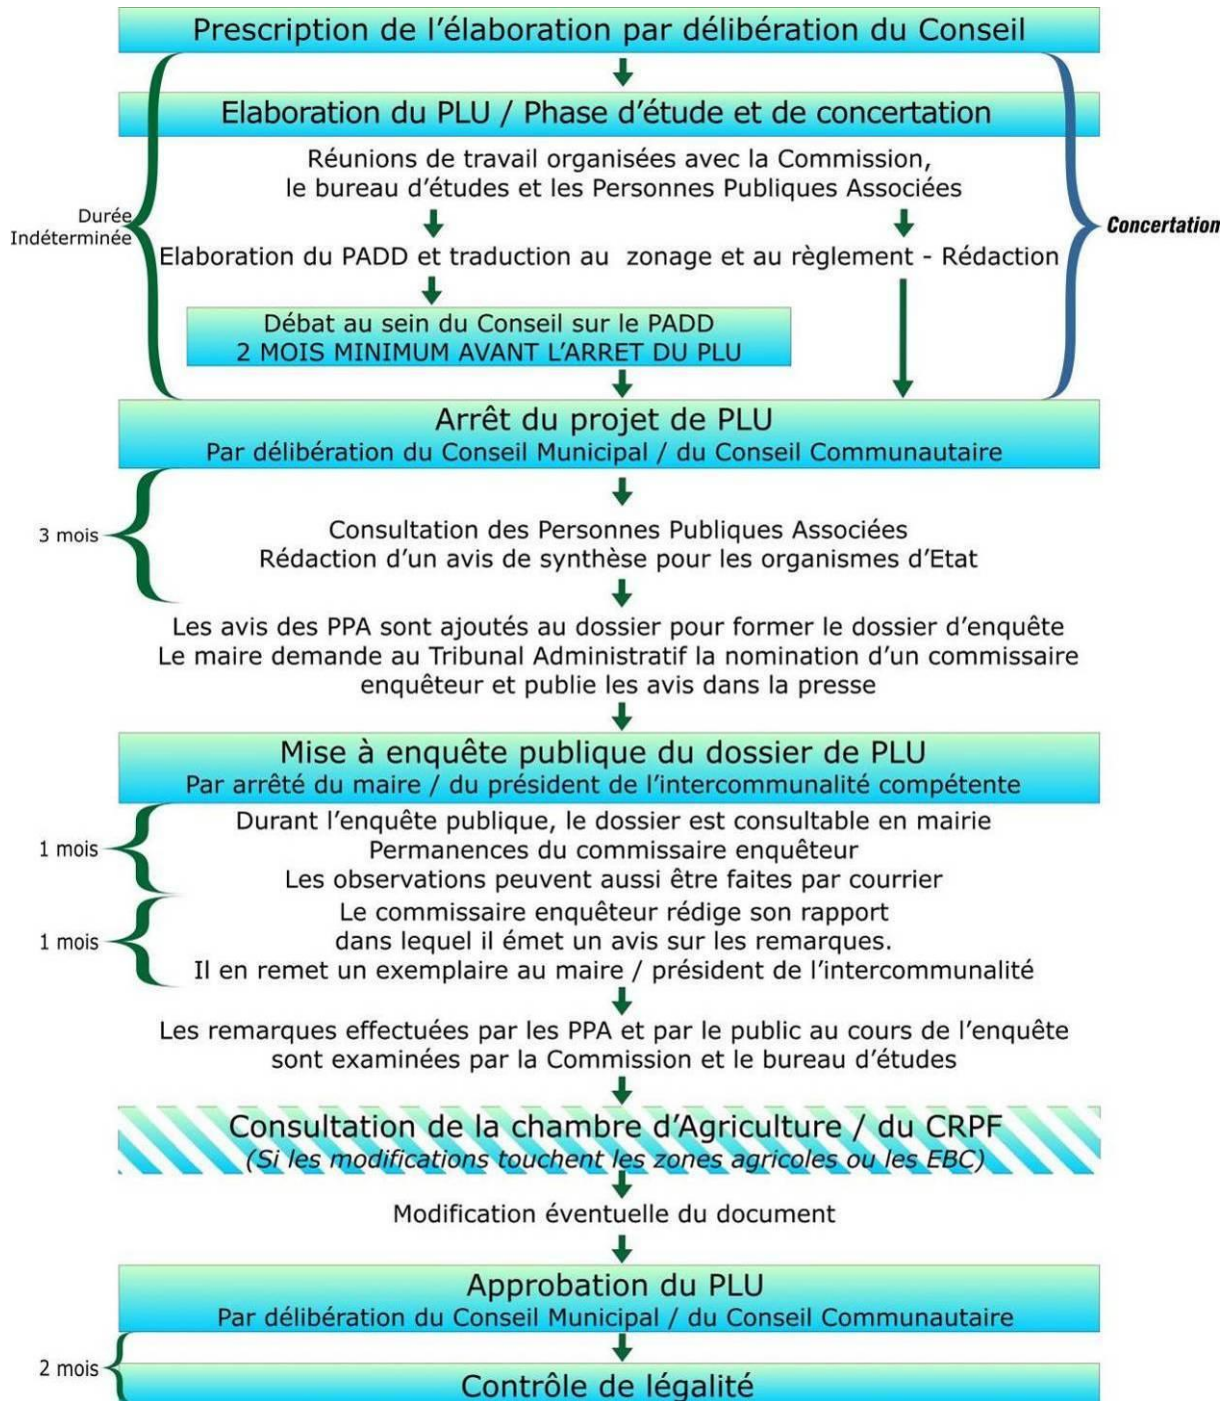 Prescription de l’élaboration par délibération du Conseil
Elaboration du PLU / Phase d’étude et de concertation
Réunions de travail organisées avec la Commission,
le bureau d’études et les Personnes Publiques Associées
Durée
Indéterminée
Concertation
Elaboration du PADD et traduction au zonage et au règlement - Rédaction
Débat au sein du Conseil sur le PADD
2 MOIS MINIMUM AVANT L’ARRET DU PLU
Arrêt du projet de PLU
Par délibération du Conseil Municipal / du Conseil Communautaire
3 mois
Consultation des Personnes Publiques Associées
Rédaction d’un avis de synthèse pour les organismes d’Etat
Les avis des PPA sont ajoutés au dossier pour former le dossier d’enquête
Le maire demande au Tribunal Administratif la nomination d’un commissaire
enquêteur et publie les avis dans la presse
Mise à enquête publique du dossier de PLU
Par arrêté du maire / du président de l’intercommunalité compétente
1 mois
Durant l’enquête publique, le dossier est consultable en mairie
Permanences du commissaire enquêteur
Les observations peuvent aussi être faites par courrier
1 mois
Le commissaire enquêteur rédige son rapport
dans lequel il émet un avis sur les remarques.
Il en remet un exemplaire au maire / président de l’intercommunalité
Les remarques effectuées par les PPA et par le public au cours de l’enquête
sont examinées par la Commission et le bureau d’études
Consultation de la chambre d’Agriculture / du CRPF
(Si les modifications touchent les zones agricoles ou les EBC)
Modification éventuelle du document
Approbation du PLU
Par délibération du Conseil Municipal / du Conseil Communautaire
2 mois
Contrôle de légalité